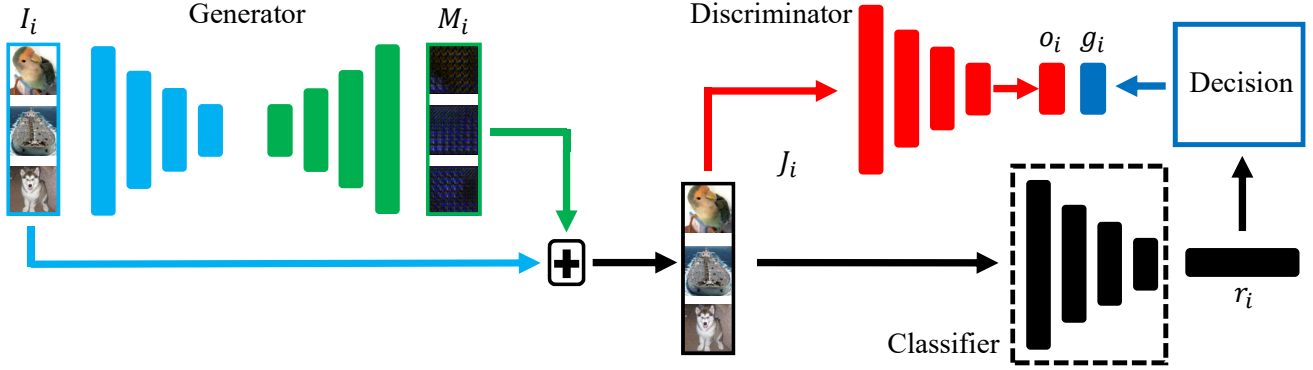 I_i
Generator
M_i
Discriminator
o_i
g_i
Decision
J_i
Classifier
r_i